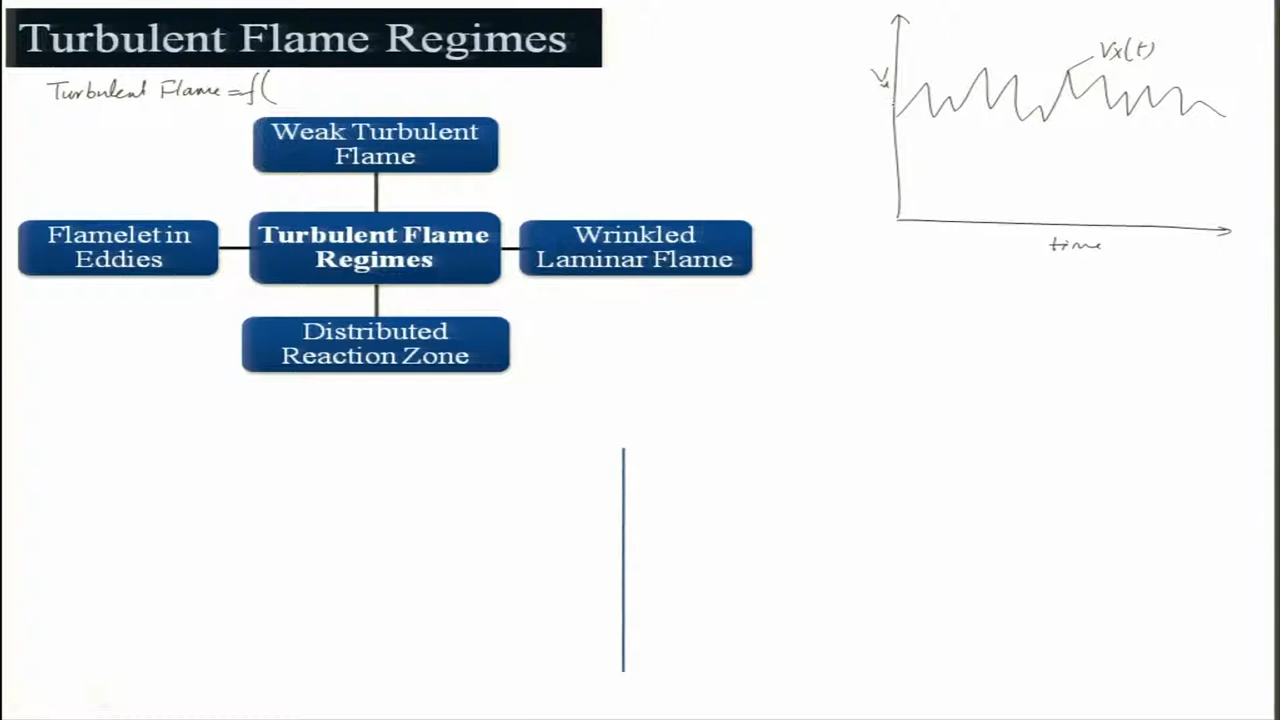 Turbulent Flame Regimes
Turbulent Flame = f(
Weak Turbulent
Flame
Flamelet in
Eddies
Turbulent Flame
Regimes
Wrinkled
Laminar Flame
Distributed
Reaction Zone
Vx
Vx(t)
time